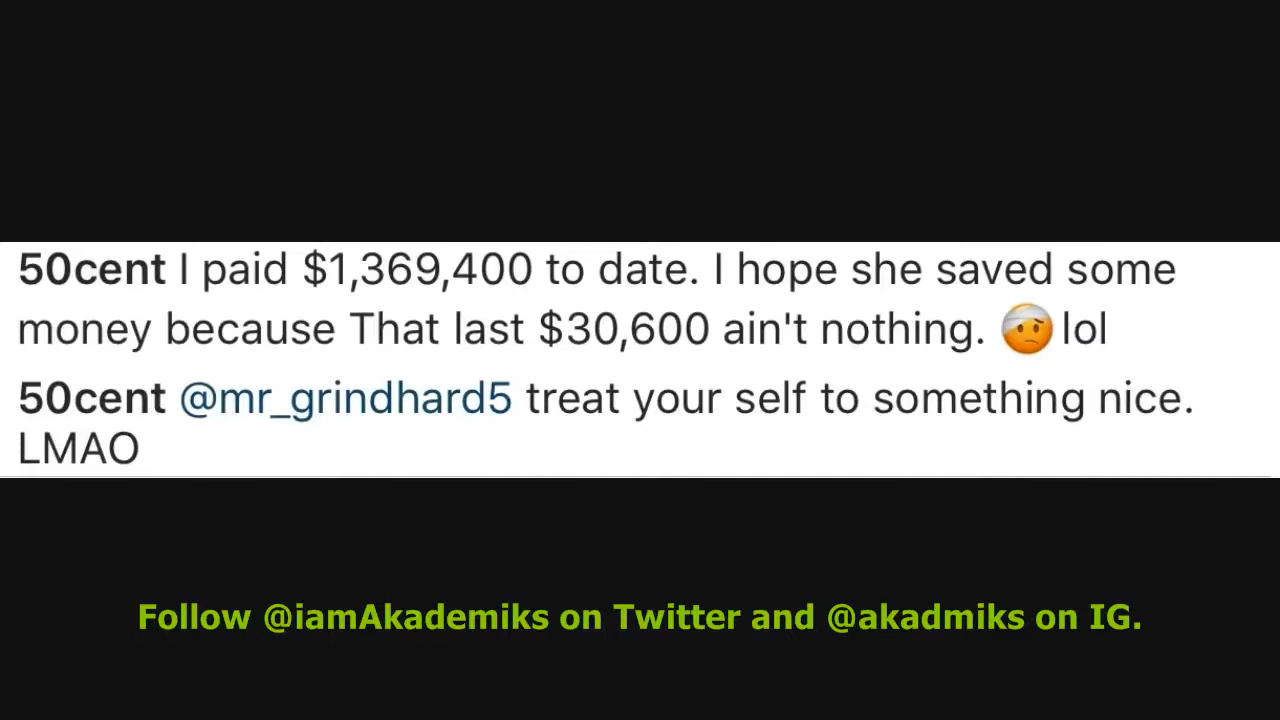 50cent I paid $1,369,400 to date. I hope she saved some
money because That last $30,600 ain't nothing. 🤕 lol
50cent @mr_grindhard5 treat your self to something nice.
LMAO
Follow @iamAkademiks on Twitter and @akadmiks on IG.